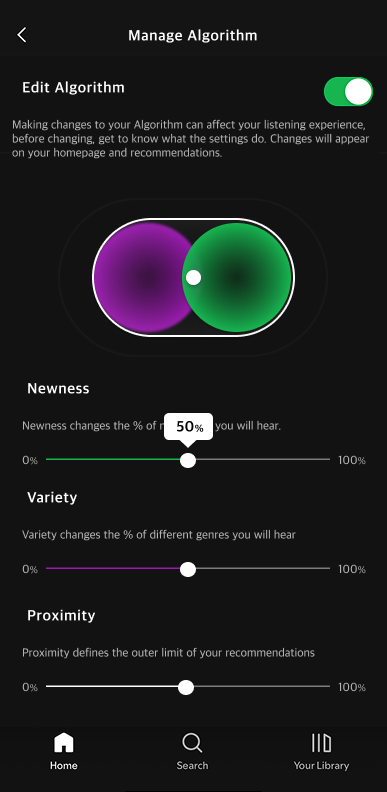 Manage Algorithm
Edit Algorithm
Making changes to your Algorithm can affect your listening experience,
before changing, get to know what the settings do. Changes will appear
on your homepage and recommendations.
Newness
Newness changes the % of you will hear.
50%
0% 100%
Variety
Variety changes the % of different genres you will hear
0% 100%
Proximity
Proximity defines the outer limit of your recommendations
0% 100%
Home Search Your Library